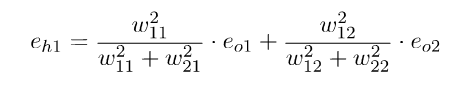 $e_{h1} = \frac{w_{11}^2}{w_{11}^2 + w_{21}^2} \cdot e_{o1} + \frac{w_{12}^2}{w_{12}^2 + w_{22}^2} \cdot e_{o2}$